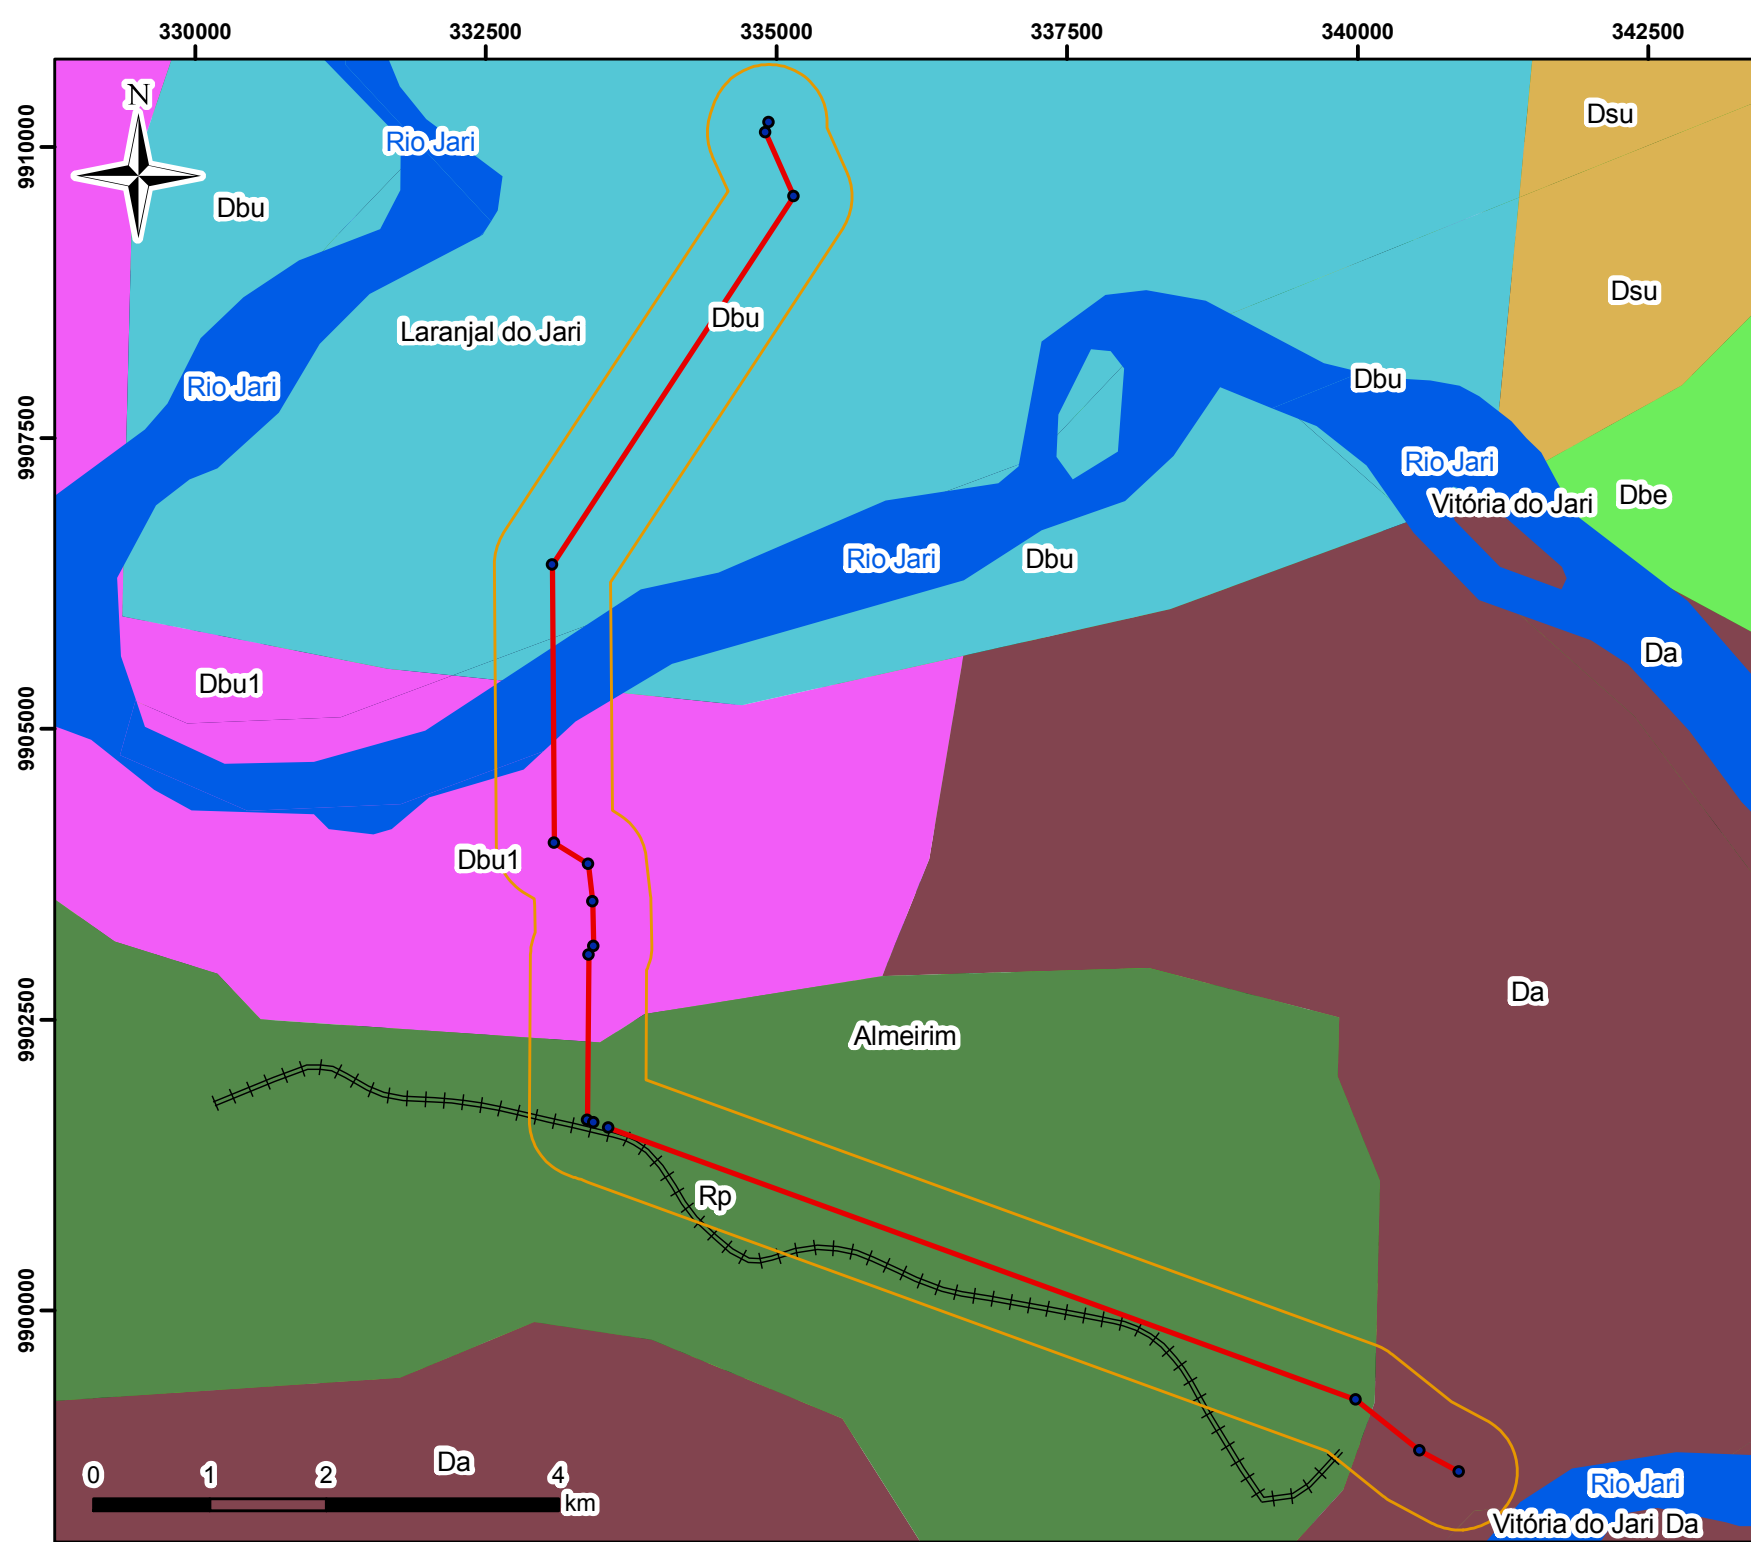 330000 332500 335000 337500 340000 342500
N
9910000
9907500
9905000
9902500
9900000
Rio Jari
Dsu
Dbu
Dsu
Dbu
Laranjal do Jari
Rio Jari
Dbu
Rio Jari
Vitória do Jari
Dbe
Rio Jari
Dbu
Da
Dbu1
Dbu1
Da
Almeirim
Rp
Da
0 1 2 4
km
Rio Jari
Vitória do Jari Da